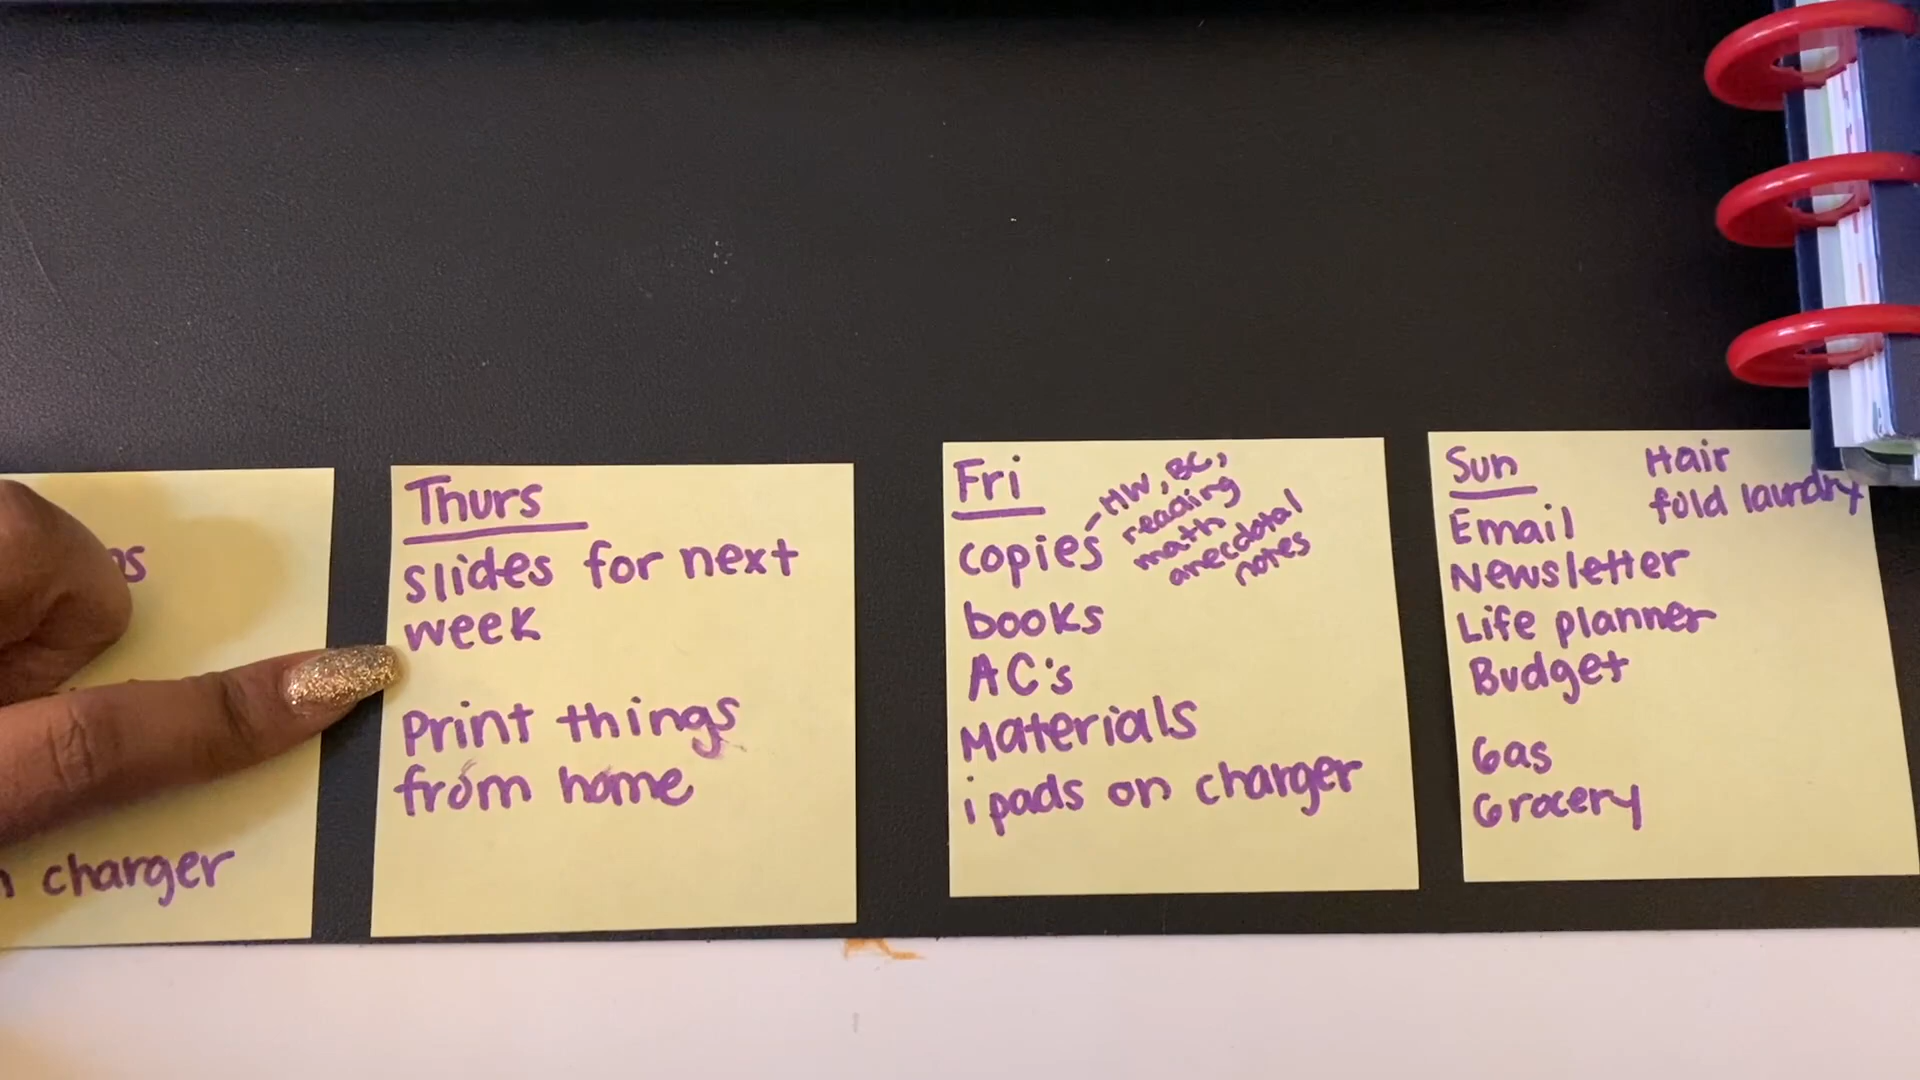 charger
Thurs
slides for next
week
Print things
from home
Fri
copies - HW, BC,
reading
math
anecdotal
notes
books
AC's
Materials
ipads on charger
Sun
Email
Newsletter
Life planner
Budget
Gas
Grocery
Hair
fold laundry